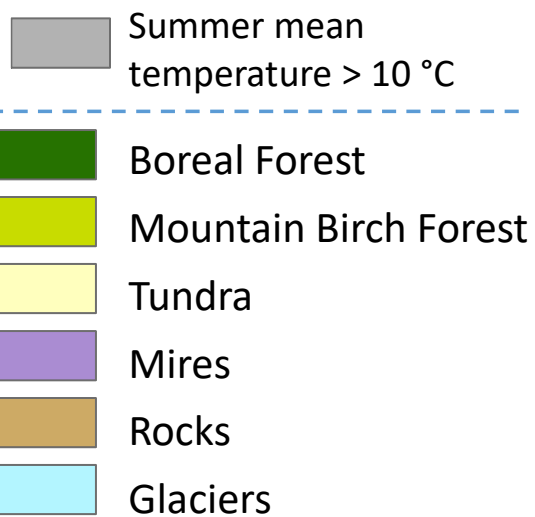 Summer mean
temperature > 10 °C
Boreal Forest
Mountain Birch Forest
Tundra
Mires
Rocks
Glaciers